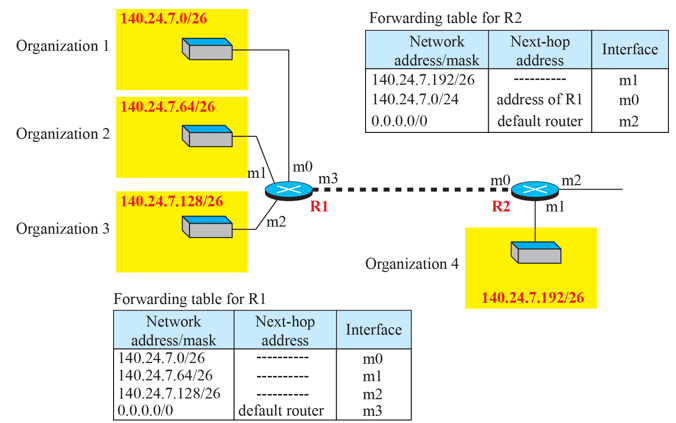 140.24.7.0/26
Organization 1
140.24.7.64/26
Organization 2
140.24.7.128/26
Organization 3
m0
m1
m2
m3
R1
Forwarding table for R2
Network address/mask Next-hop address Interface
140.24.7.192/26 ---------- m1
140.24.7.0/24 address of R1 m0
0.0.0.0/0 default router m2
m0
R2
m2
m1
Organization 4
140.24.7.192/26
Forwarding table for R1
Network address/mask Next-hop address Interface
140.24.7.0/26 ---------- m0
140.24.7.64/26 ---------- m1
140.24.7.128/26 ---------- m2
0.0.0.0/0 default router m3